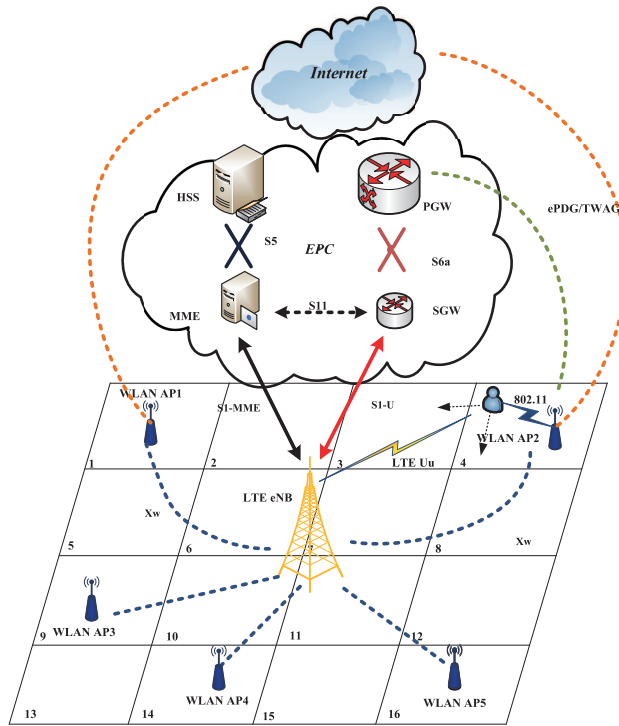 Internet
HSS
PGW
ePDG/TWAG
S5
EPC
S6a
MME
S11
SGW
WLAN AP1
S1-MME
S1-U
802.11
WLAN AP2
1
2
3
LTE Uu
4
LTE eNB
Xw
Xw
5
6
7
8
WLAN AP3
9
10
11
12
WLAN AP4
WLAN AP5
13
14
15
16